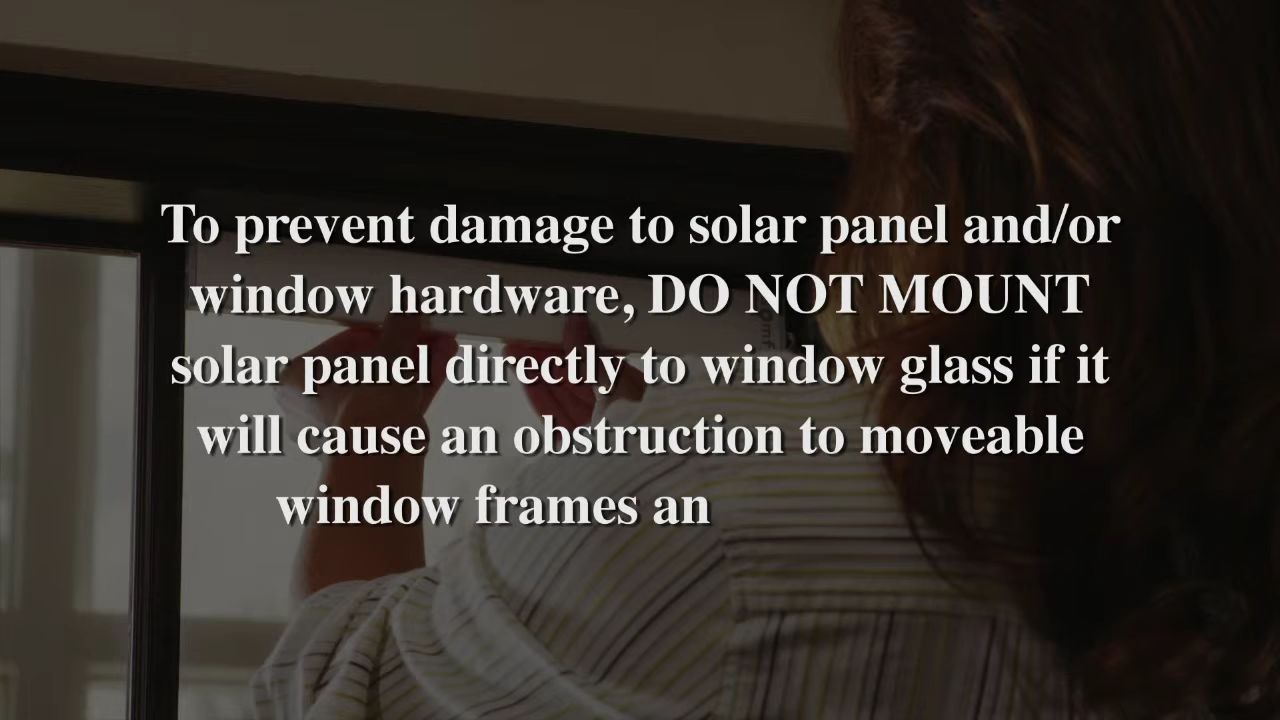 To prevent damage to solar panel and/or
window hardware, DO NOT MOUNT
solar panel directly to window glass if it
will cause an obstruction to moveable
window frames an